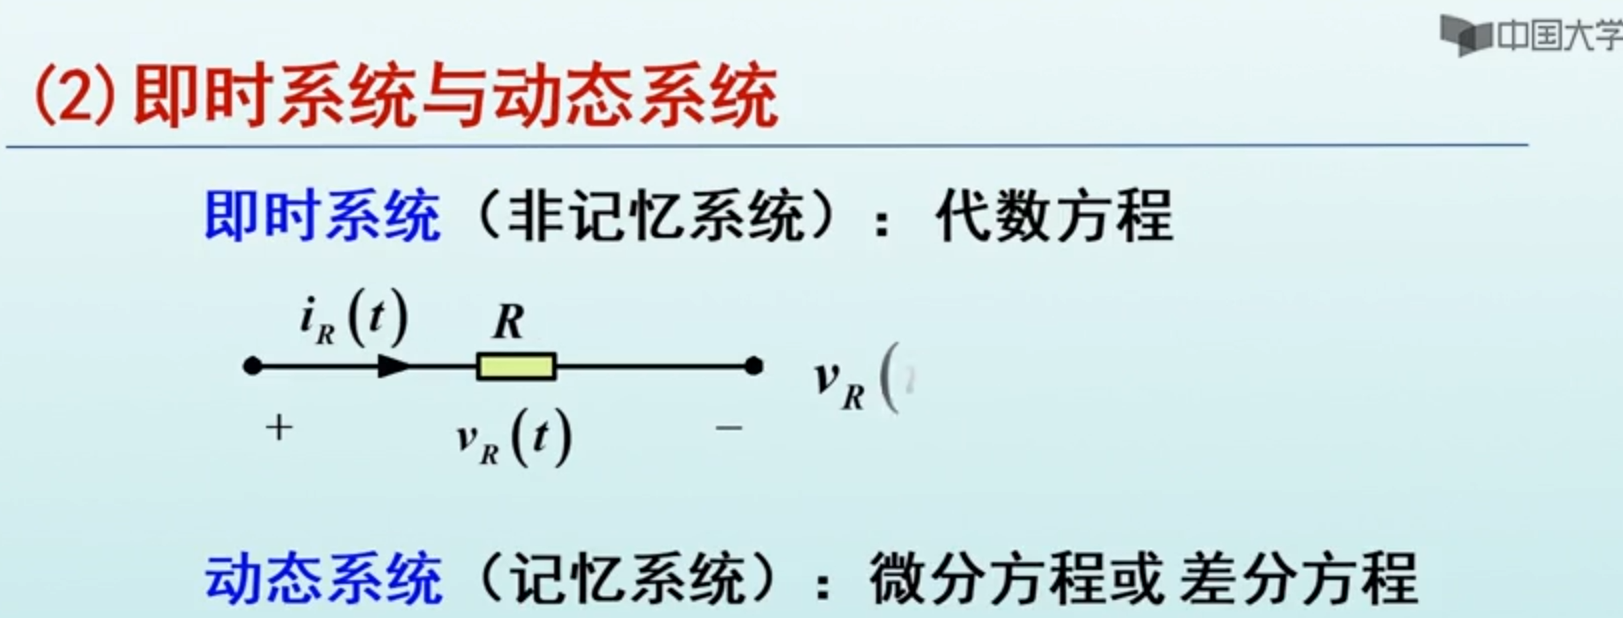 中国大学
(2)即时系统与动态系统
即时系统（非记忆系统）：代数方程
i_R(t) R
v_R(
+ v_R(t) −
动态系统（记忆系统）：微分方程或 差分方程